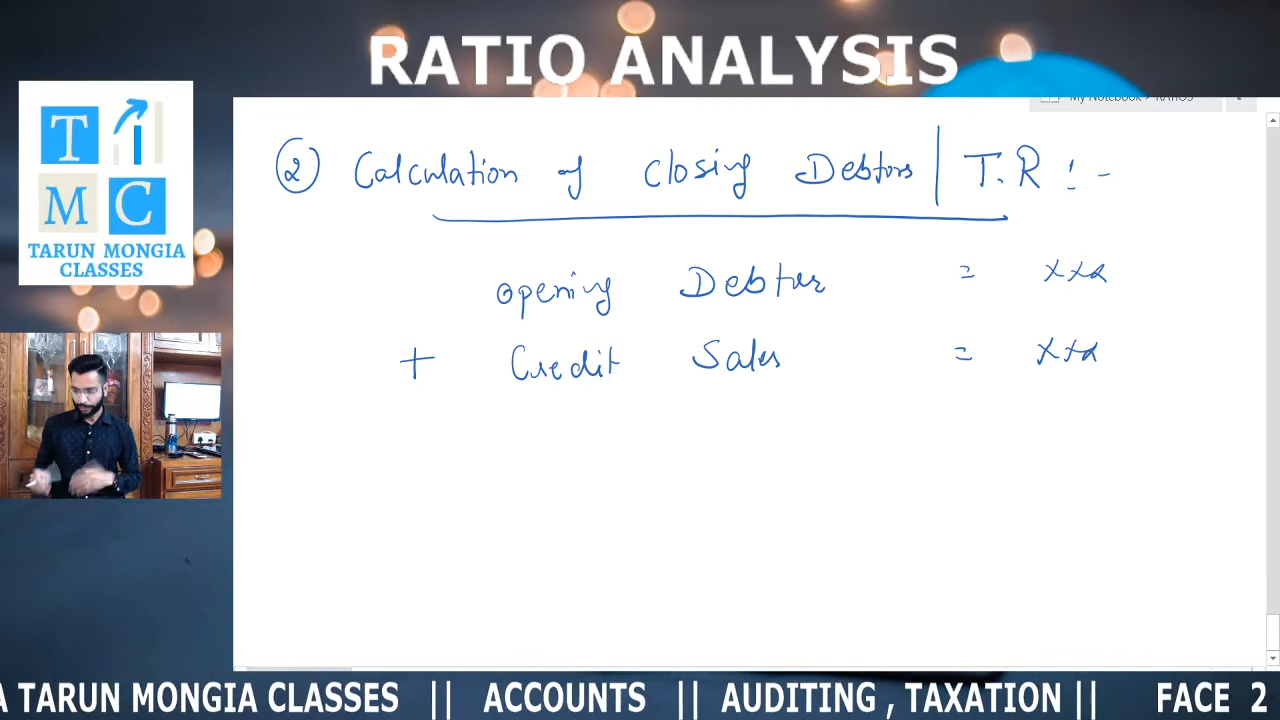 RATIO ANALYSIS
TARUN MONGIA
CLASSES
② Calculation of closing Debtors | T.R :-
opening Debtor = xxx
+ Credit Sales = xxx
A TARUN MONGIA CLASSES || ACCOUNTS || AUDITING , TAXATION || FACE 2